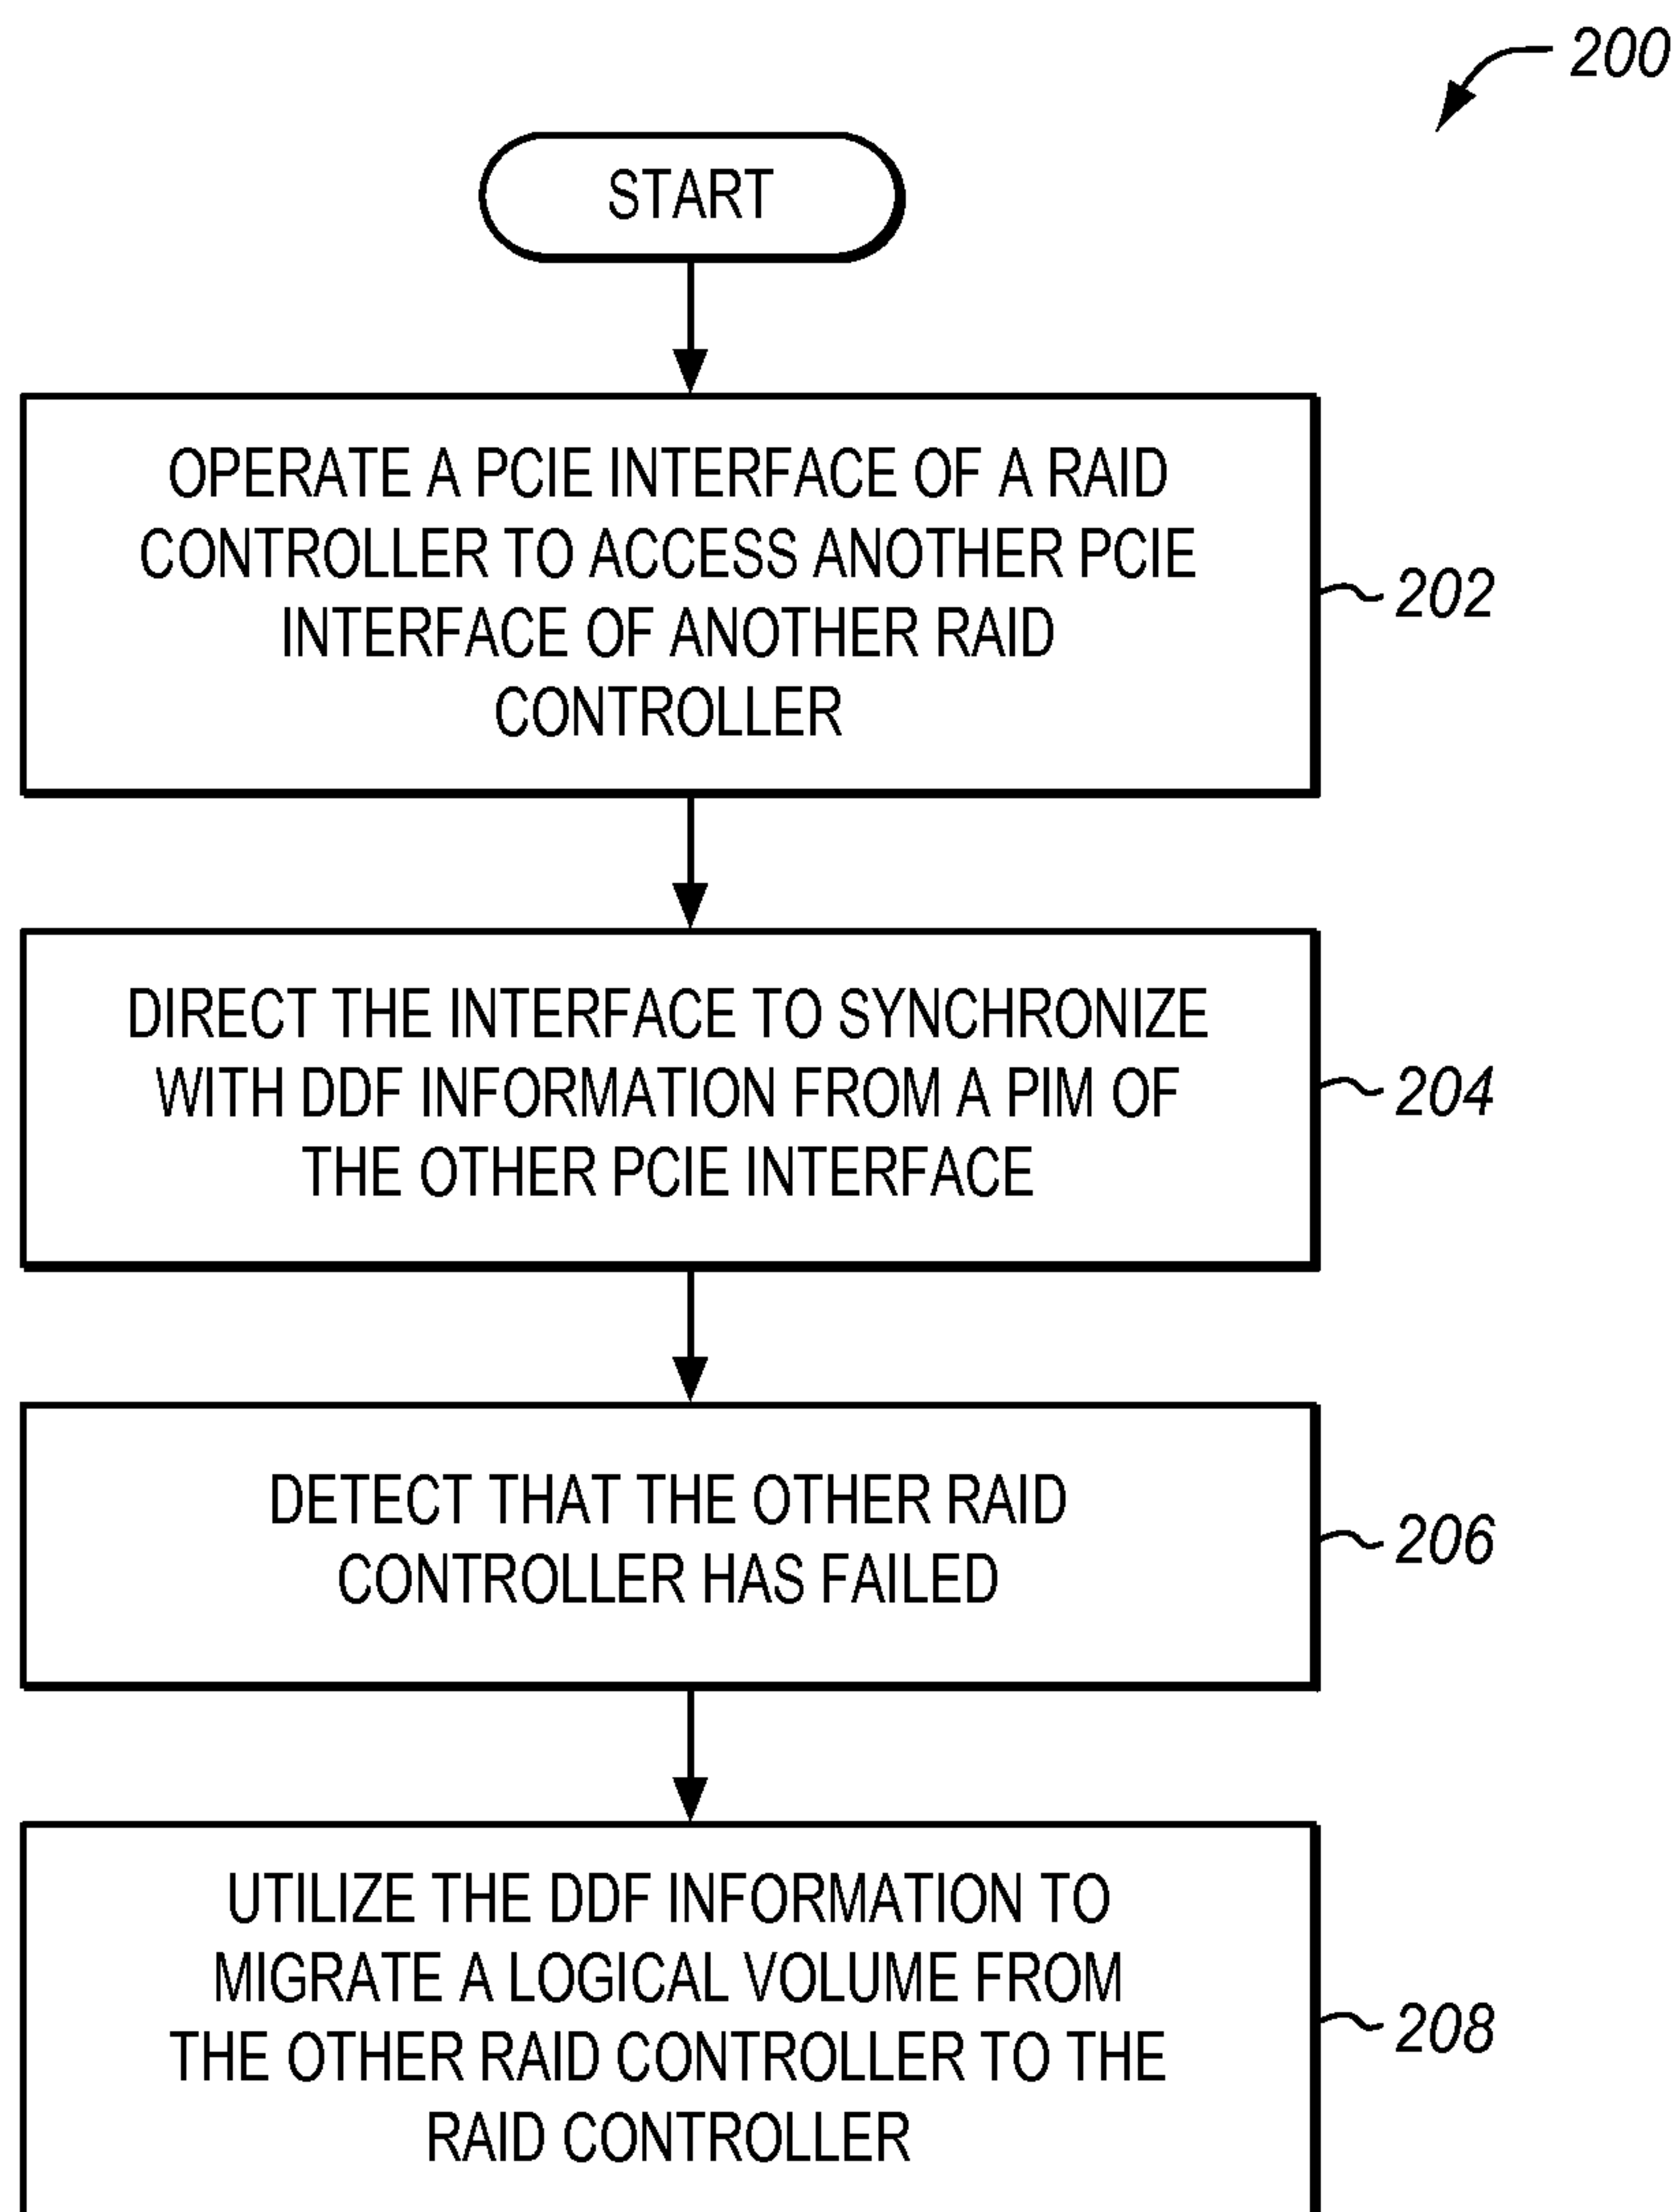 200
START
OPERATE A PCIE INTERFACE OF A RAID
CONTROLLER TO ACCESS ANOTHER PCIE
INTERFACE OF ANOTHER RAID
CONTROLLER
202
DIRECT THE INTERFACE TO SYNCHRONIZE
WITH DDF INFORMATION FROM A PIM OF
THE OTHER PCIE INTERFACE
204
DETECT THAT THE OTHER RAID
CONTROLLER HAS FAILED
206
UTILIZE THE DDF INFORMATION TO
MIGRATE A LOGICAL VOLUME FROM
THE OTHER RAID CONTROLLER TO THE
RAID CONTROLLER
208